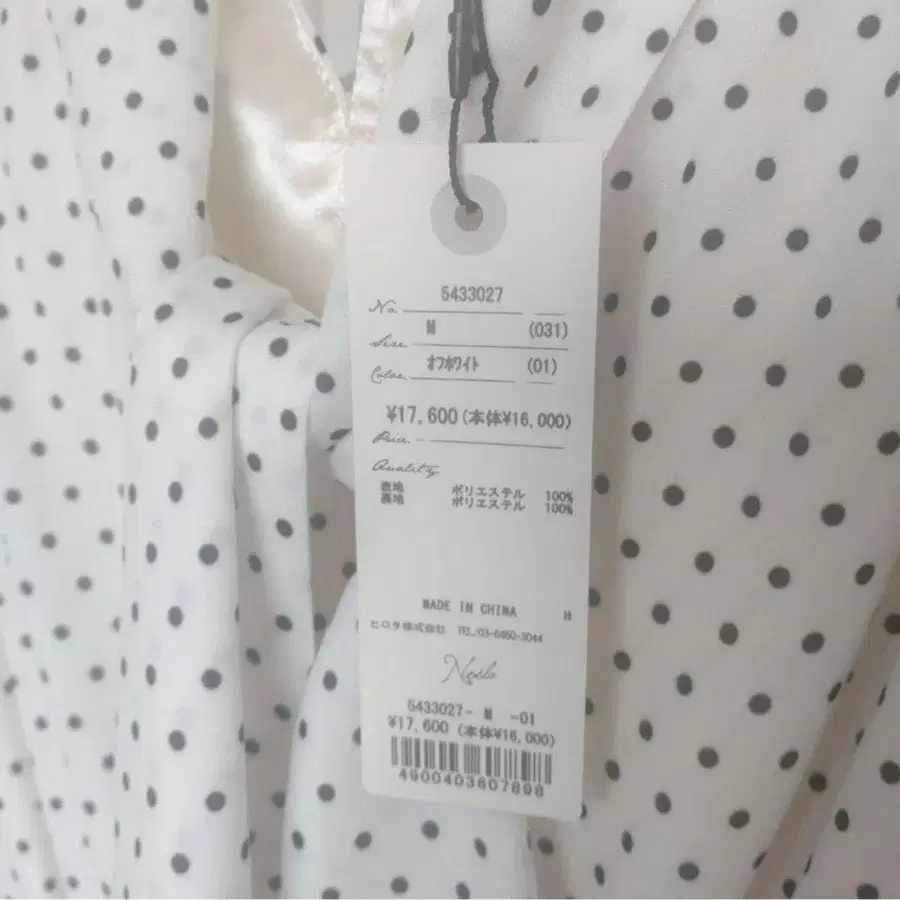 5433027
No.
M (031)
Size
オフホワイト (01)
Color
¥17,600(本体¥16,000)
Price
Quality
表地 ポリエステル 100%
裏地 ポリエステル 100%
MADE IN CHINA H
ヒロタ株式会社 TEL/03-6450-3044
5433027- M -01
¥17,600 (本体¥16,000)
4900403607898